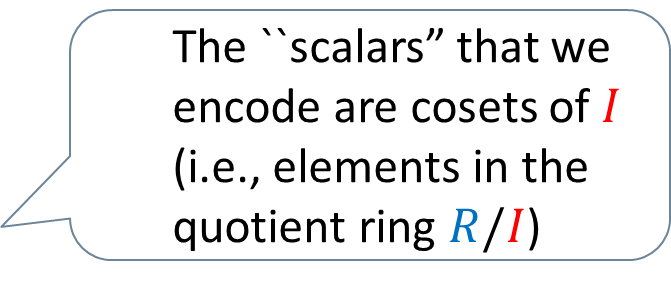 The ``scalars” that we
encode are cosets of I
(i.e., elements in the
quotient ring R/I)